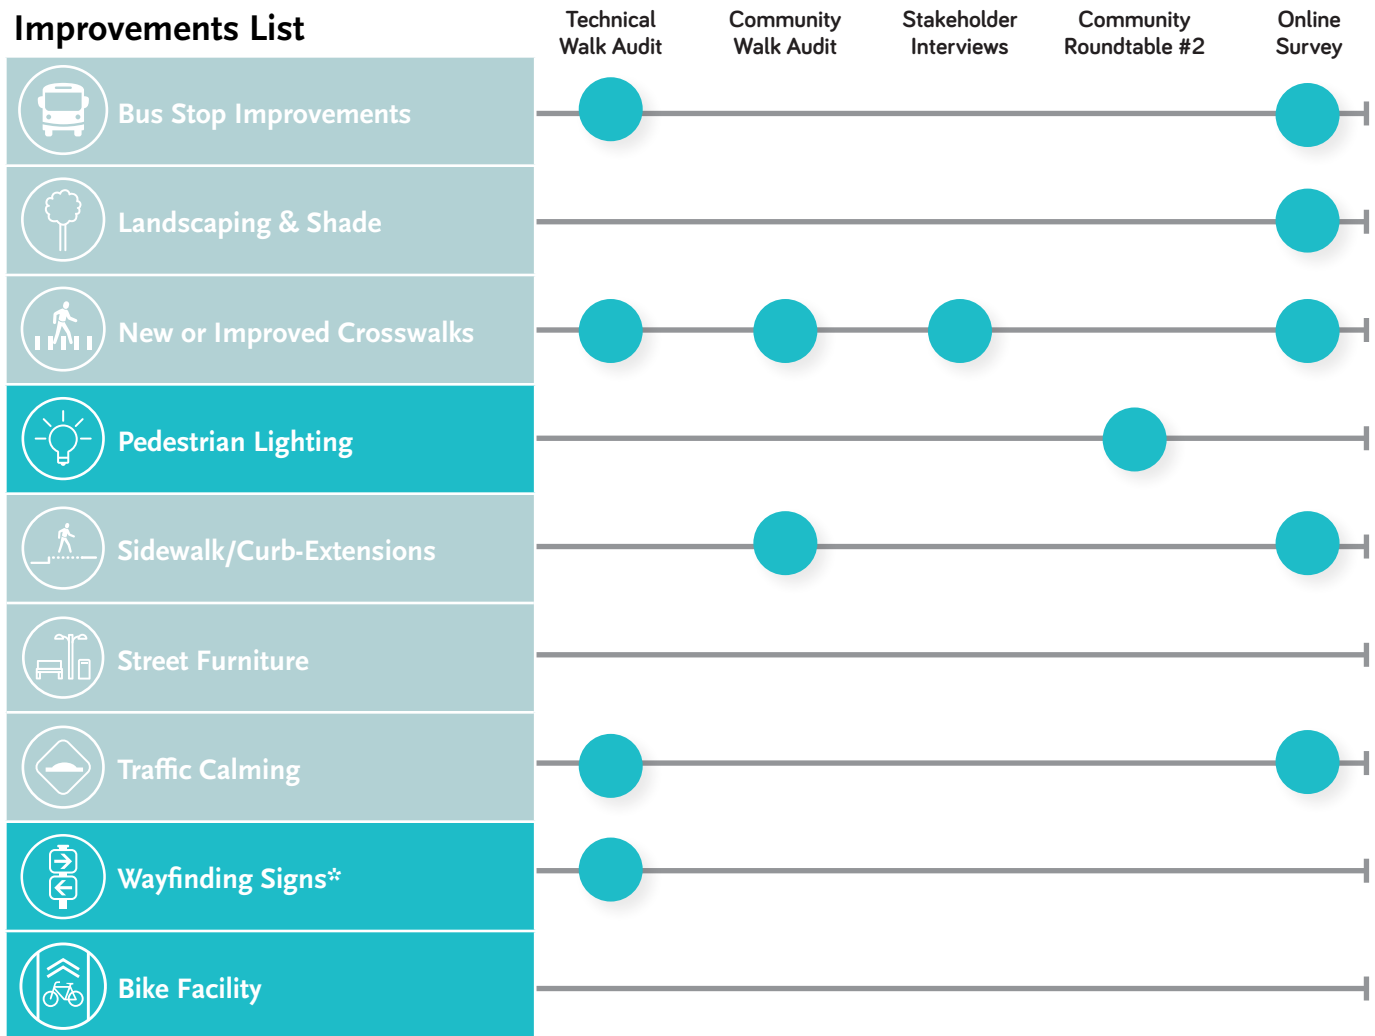 Improvements List
Technical
Walk Audit
Community
Walk Audit
Stakeholder
Interviews
Community
Roundtable #2
Online
Survey
Bus Stop Improvements
Landscaping & Shade
New or Improved Crosswalks
Pedestrian Lighting
Sidewalk/Curb-Extensions
Street Furniture
Traffic Calming
Wayfinding Signs*
Bike Facility